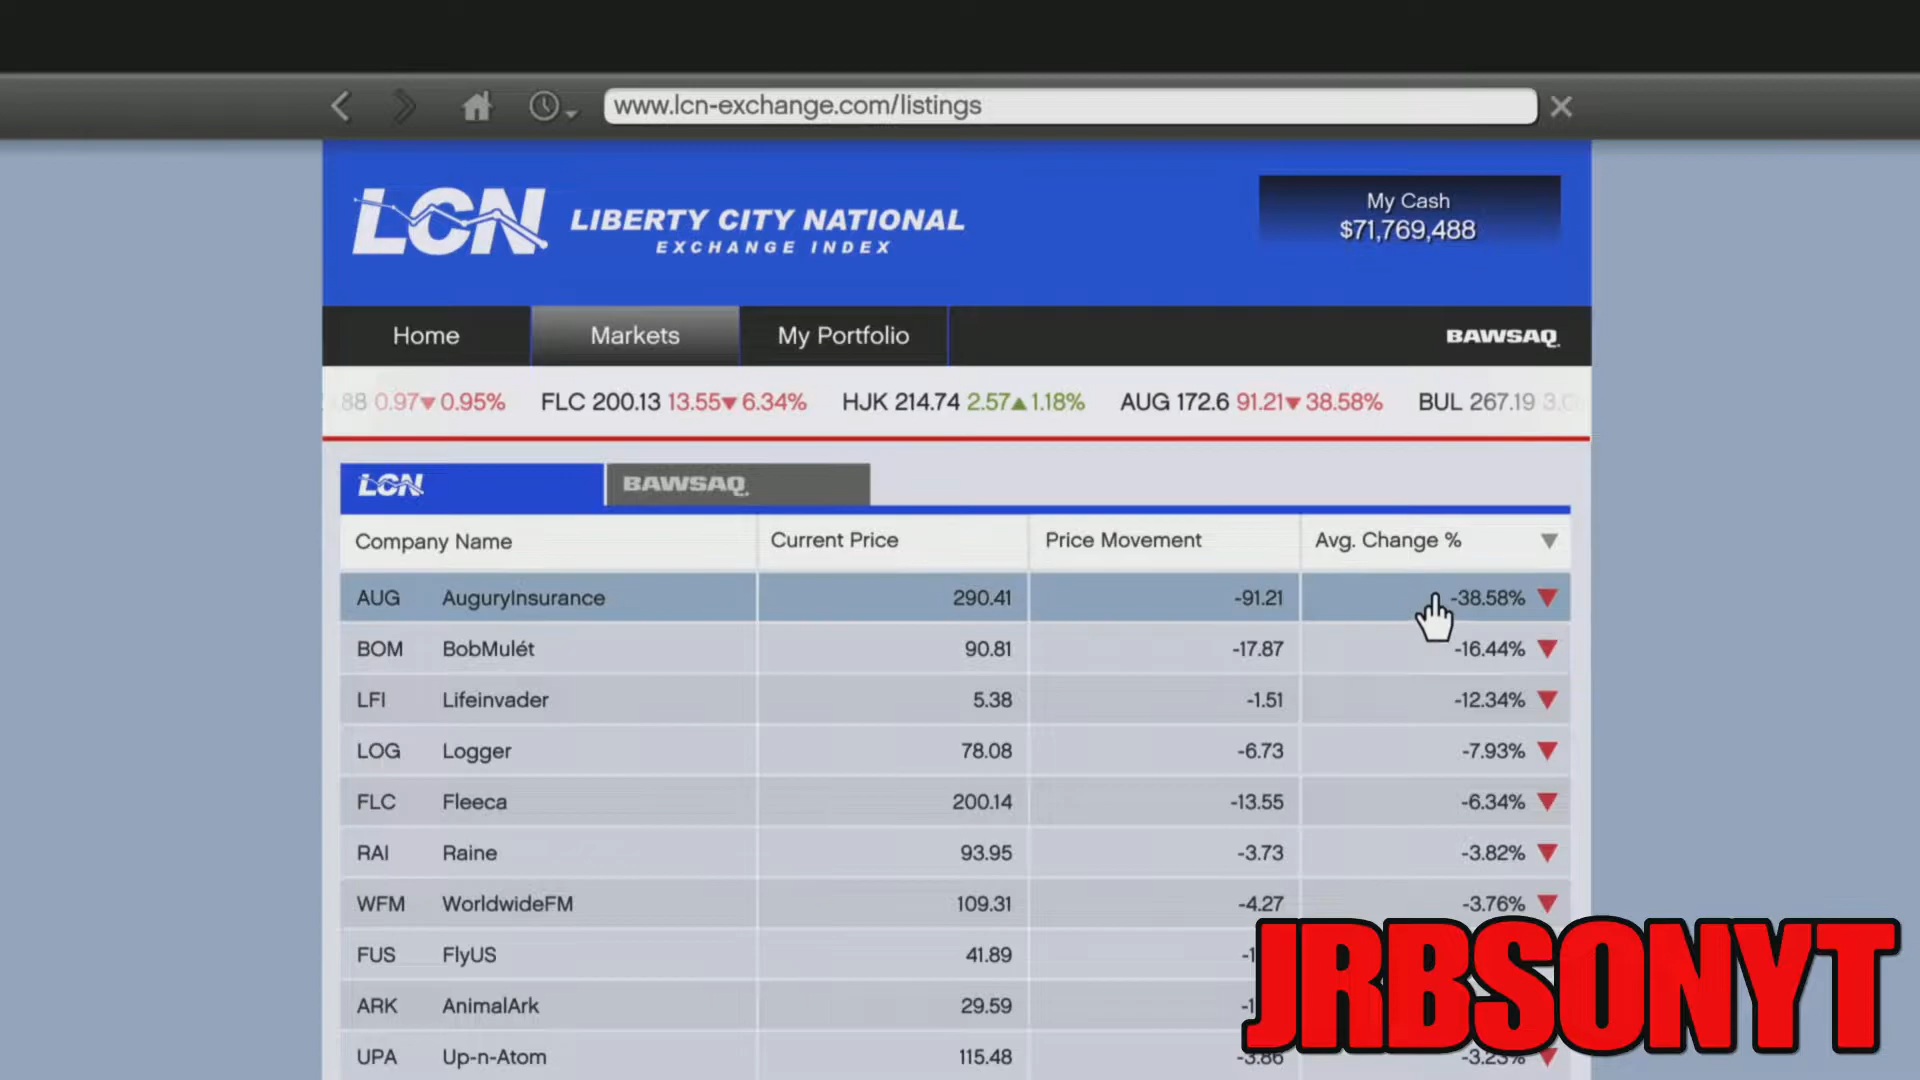 www.lcn-exchange.com/listings
LCN LIBERTY CITY NATIONAL
EXCHANGE INDEX
My Cash
$71,769,488
Home Markets My Portfolio BAWSAQ
88 0.97▼0.95% FLC 200.13 13.55▼6.34% HJK 214.74 2.57▲1.18% AUG 172.6 91.21▼38.58% BUL 267.19
LCN BAWSAQ
Company Name Current Price Price Movement Avg. Change % ▼
AUG AuguryInsurance 290.41 -91.21 -38.58% ▼
BOM BobMulét 90.81 -17.87 -16.44% ▼
LFI Lifeinvader 5.38 -1.51 -12.34% ▼
LOG Logger 78.08 -6.73 -7.93% ▼
FLC Fleeca 200.14 -13.55 -6.34% ▼
RAI Raine 93.95 -3.73 -3.82% ▼
WFM WorldwideFM 109.31 -4.27 -3.76% ▼
FUS FlyUS 41.89
ARK AnimalArk 29.59
UPA Up-n-Atom 115.48 -3.86 -3.23% ▼
JRBSONYT